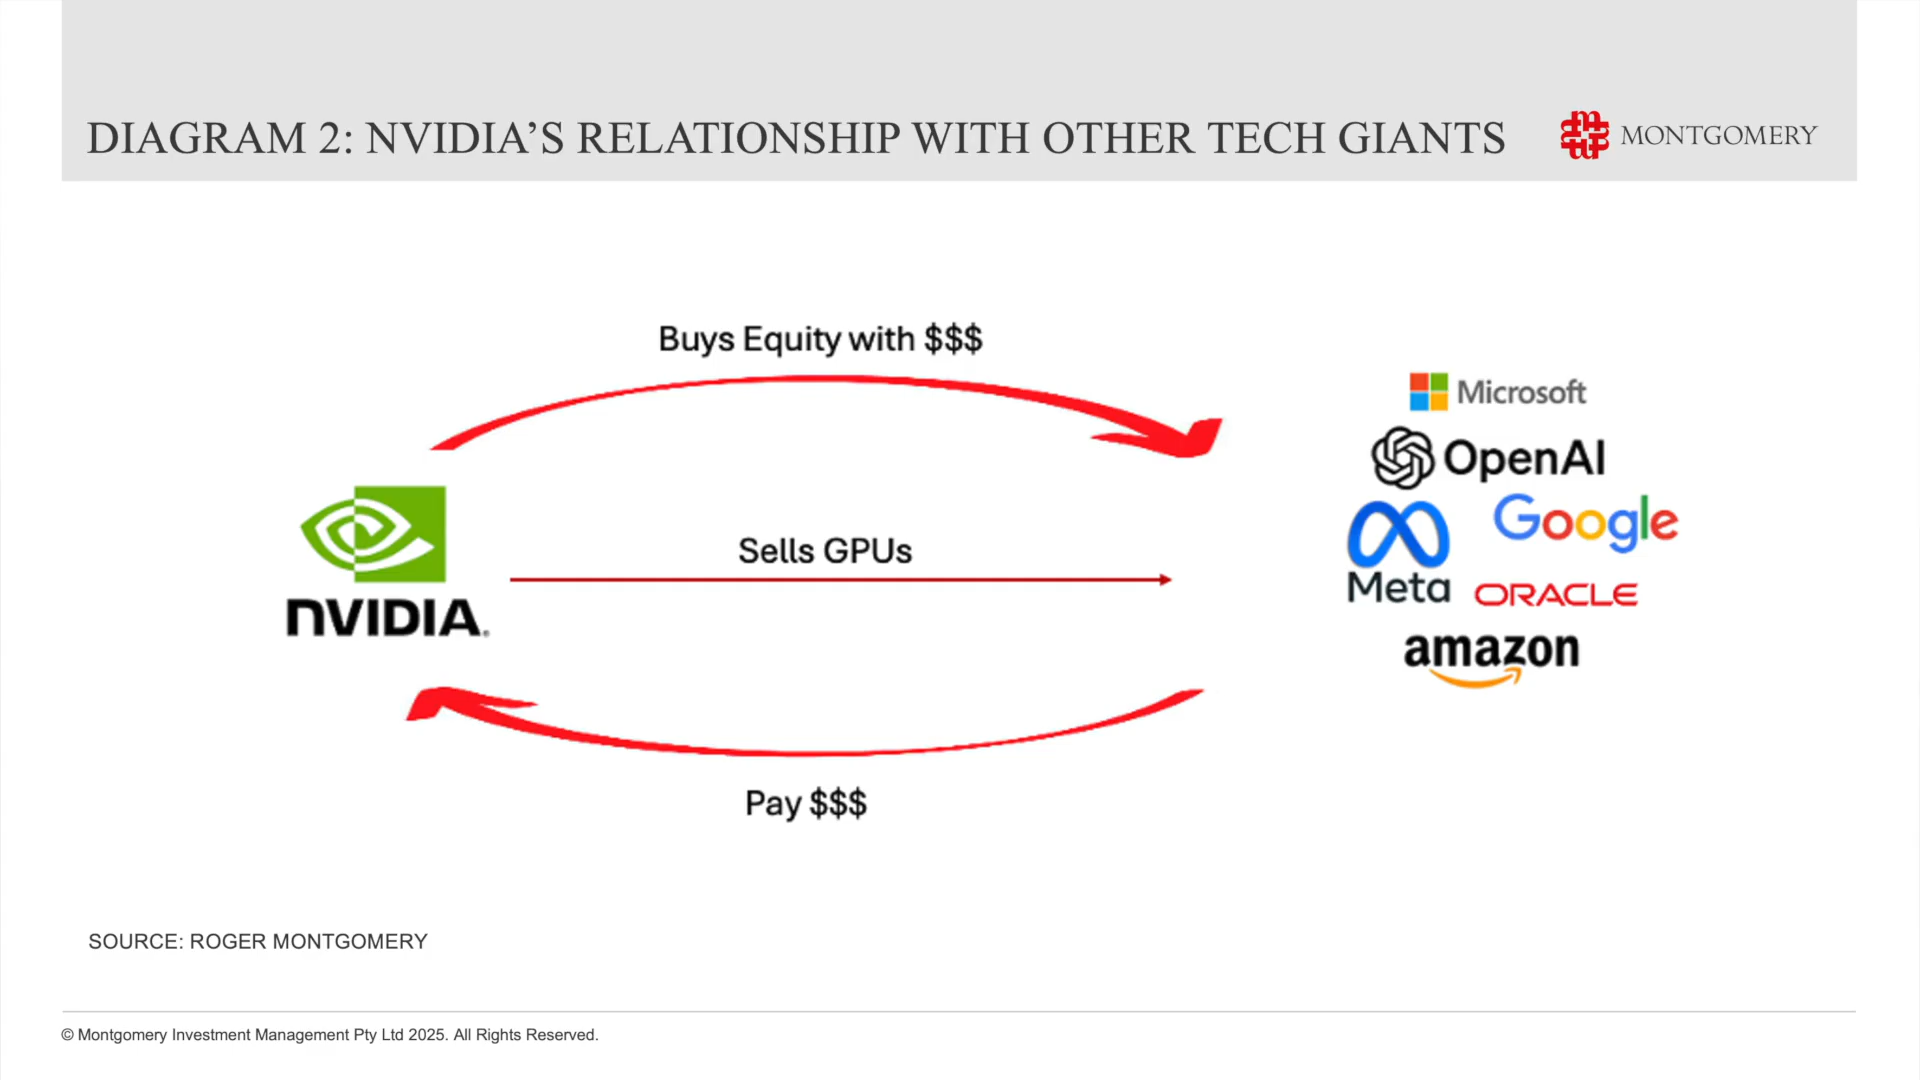 DIAGRAM 2: NVIDIA’S RELATIONSHIP WITH OTHER TECH GIANTS
MONTGOMERY
Buys Equity with $$$
Microsoft
OpenAI
Google
Meta
ORACLE
amazon
Sells GPUs
nVIDIA®
Pay $$$
SOURCE: ROGER MONTGOMERY
© Montgomery Investment Management Pty Ltd 2025. All Rights Reserved.